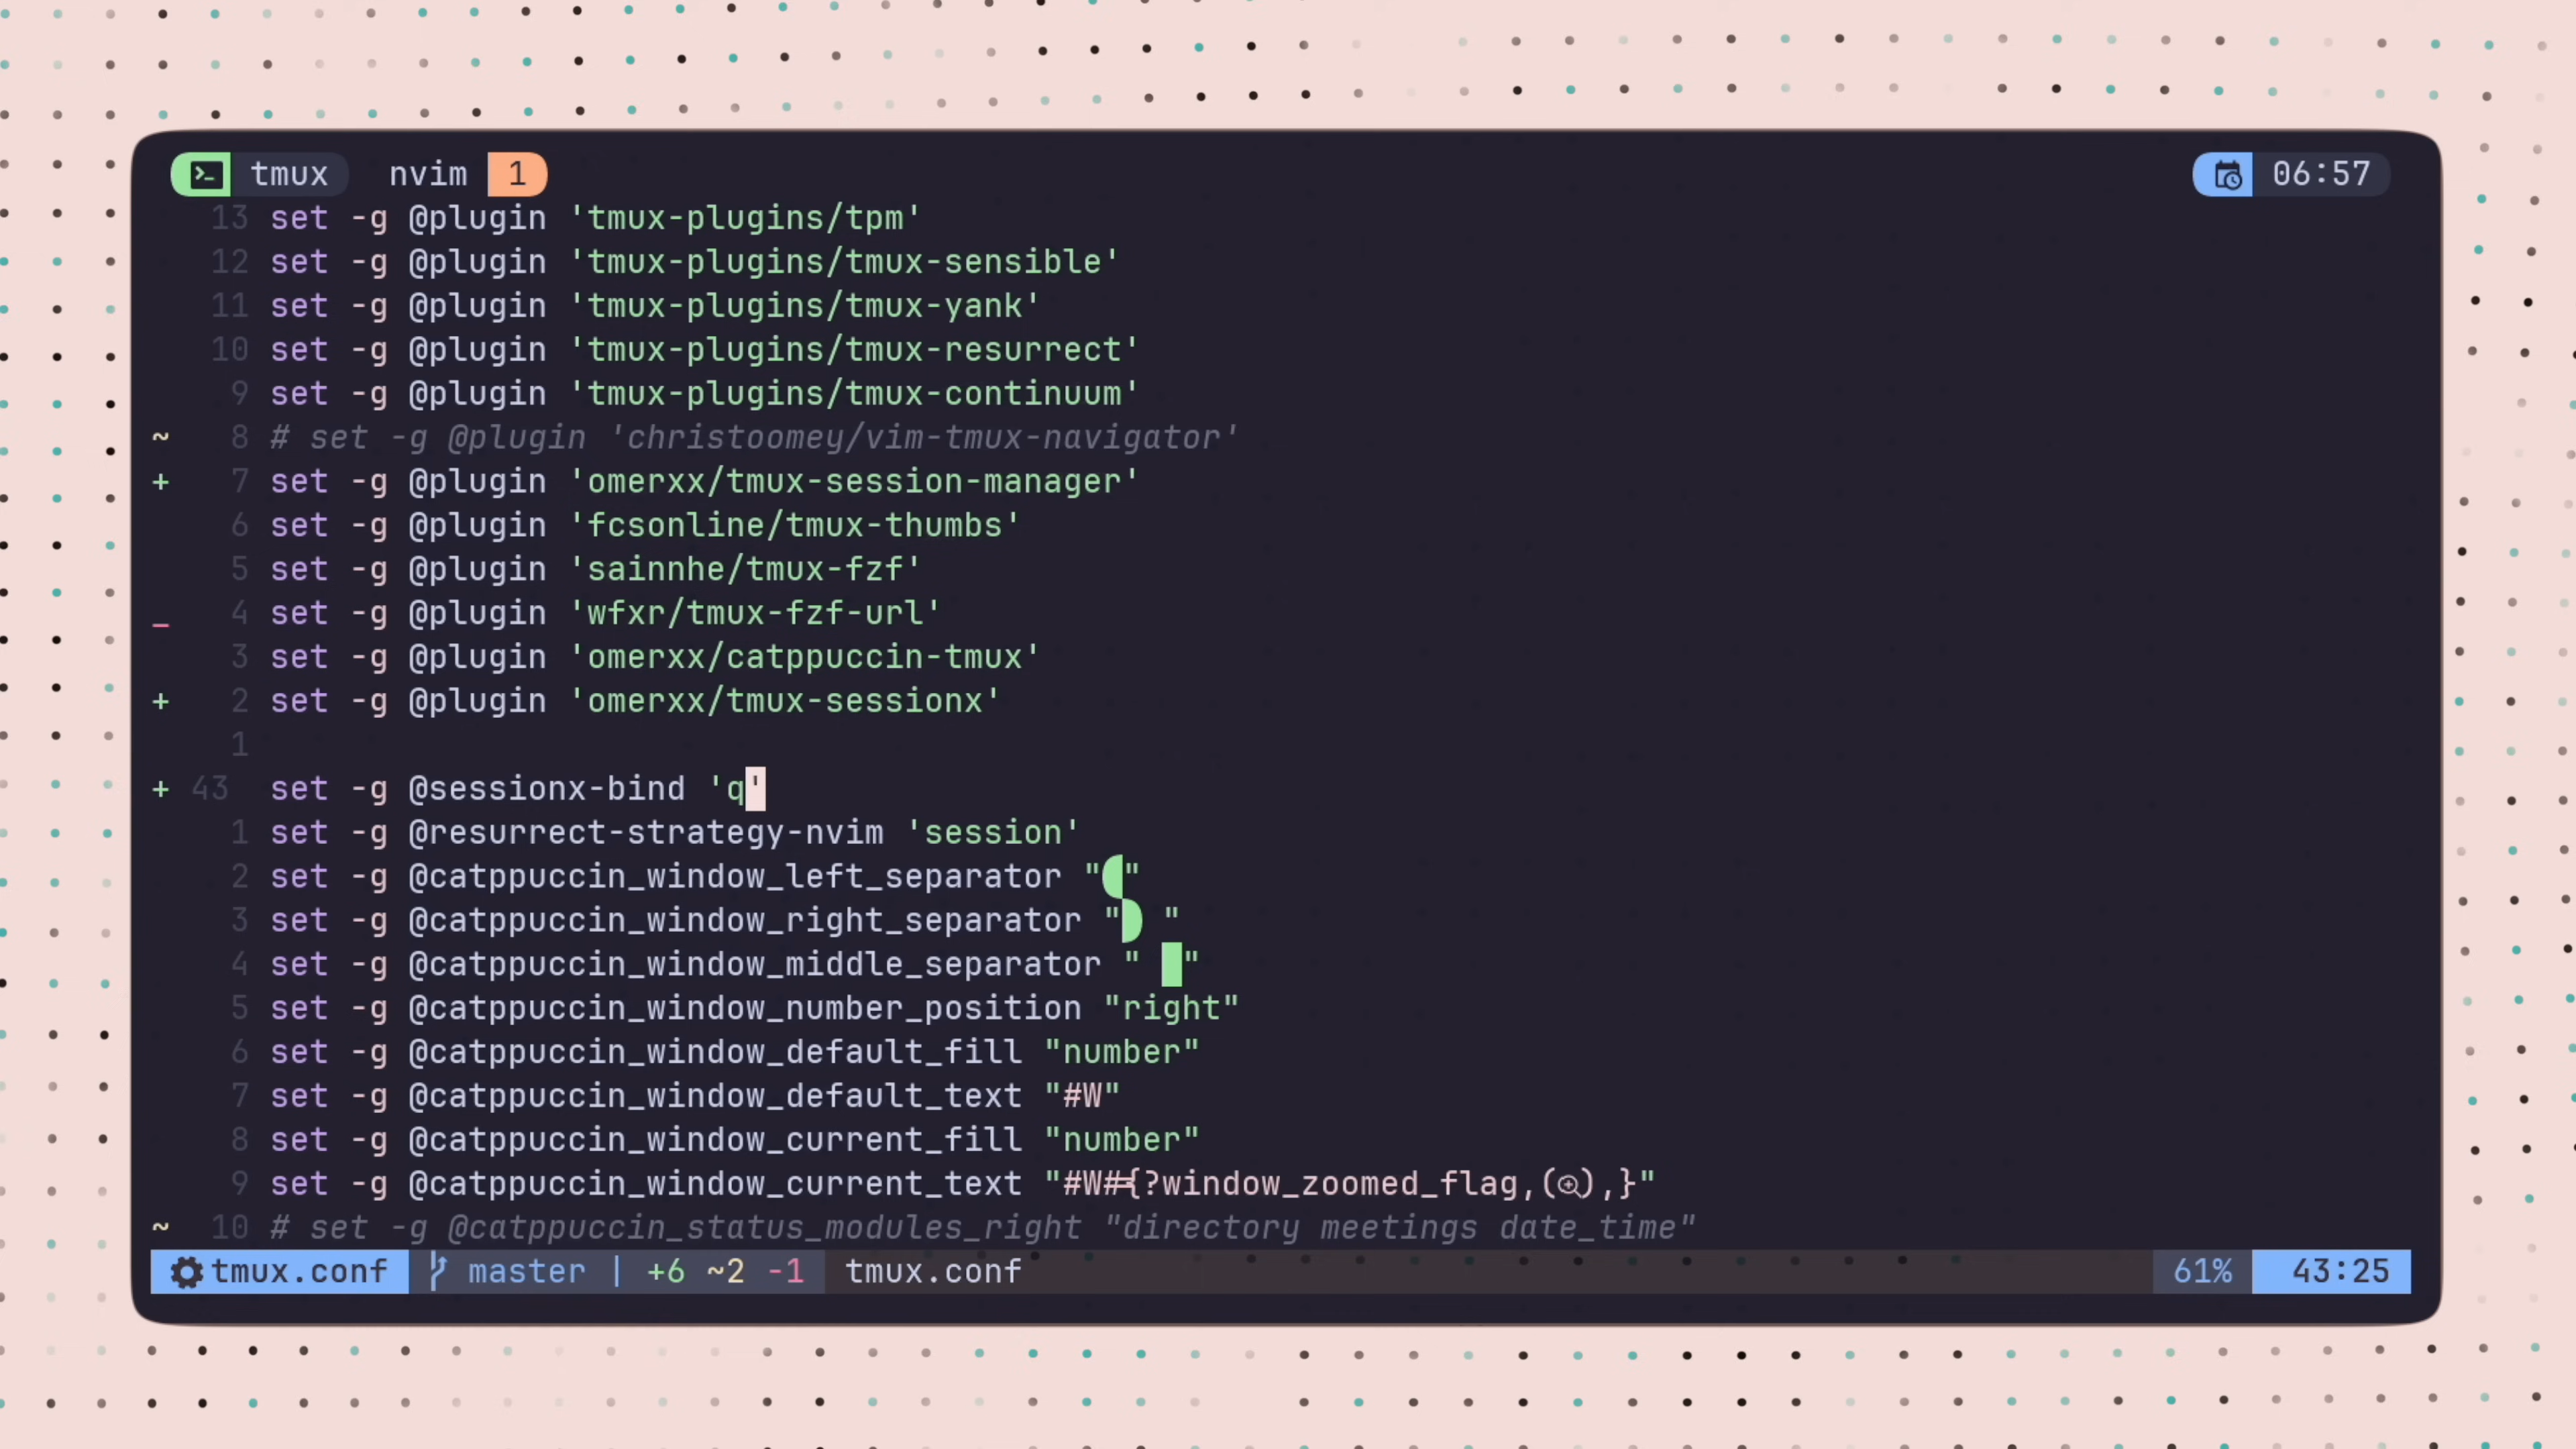 tmux nvim 1 06:57
13 set -g @plugin 'tmux-plugins/tpm'
12 set -g @plugin 'tmux-plugins/tmux-sensible'
11 set -g @plugin 'tmux-plugins/tmux-yank'
10 set -g @plugin 'tmux-plugins/tmux-resurrect'
9 set -g @plugin 'tmux-plugins/tmux-continuum'
~ 8 # set -g @plugin 'christoomey/vim-tmux-navigator'
+ 7 set -g @plugin 'omerxx/tmux-session-manager'
6 set -g @plugin 'fcsonline/tmux-thumbs'
5 set -g @plugin 'sainnhe/tmux-fzf'
_ 4 set -g @plugin 'wfxr/tmux-fzf-url'
3 set -g @plugin 'omerxx/catppuccin-tmux'
+ 2 set -g @plugin 'omerxx/tmux-sessionx'
1
+ 43 set -g @sessionx-bind 'q'
1 set -g @resurrect-strategy-nvim 'session'
2 set -g @catppuccin_window_left_separator ""
3 set -g @catppuccin_window_right_separator " "
4 set -g @catppuccin_window_middle_separator " █"
5 set -g @catppuccin_window_number_position "right"
6 set -g @catppuccin_window_default_fill "number"
7 set -g @catppuccin_window_default_text "#W"
8 set -g @catppuccin_window_current_fill "number"
9 set -g @catppuccin_window_current_text "#W#{?window_zoomed_flag,(),}"
~ 10 # set -g @catppuccin_status_modules_right "directory meetings date_time"
tmux.conf master | +6 ~2 -1 tmux.conf 61% 43:25